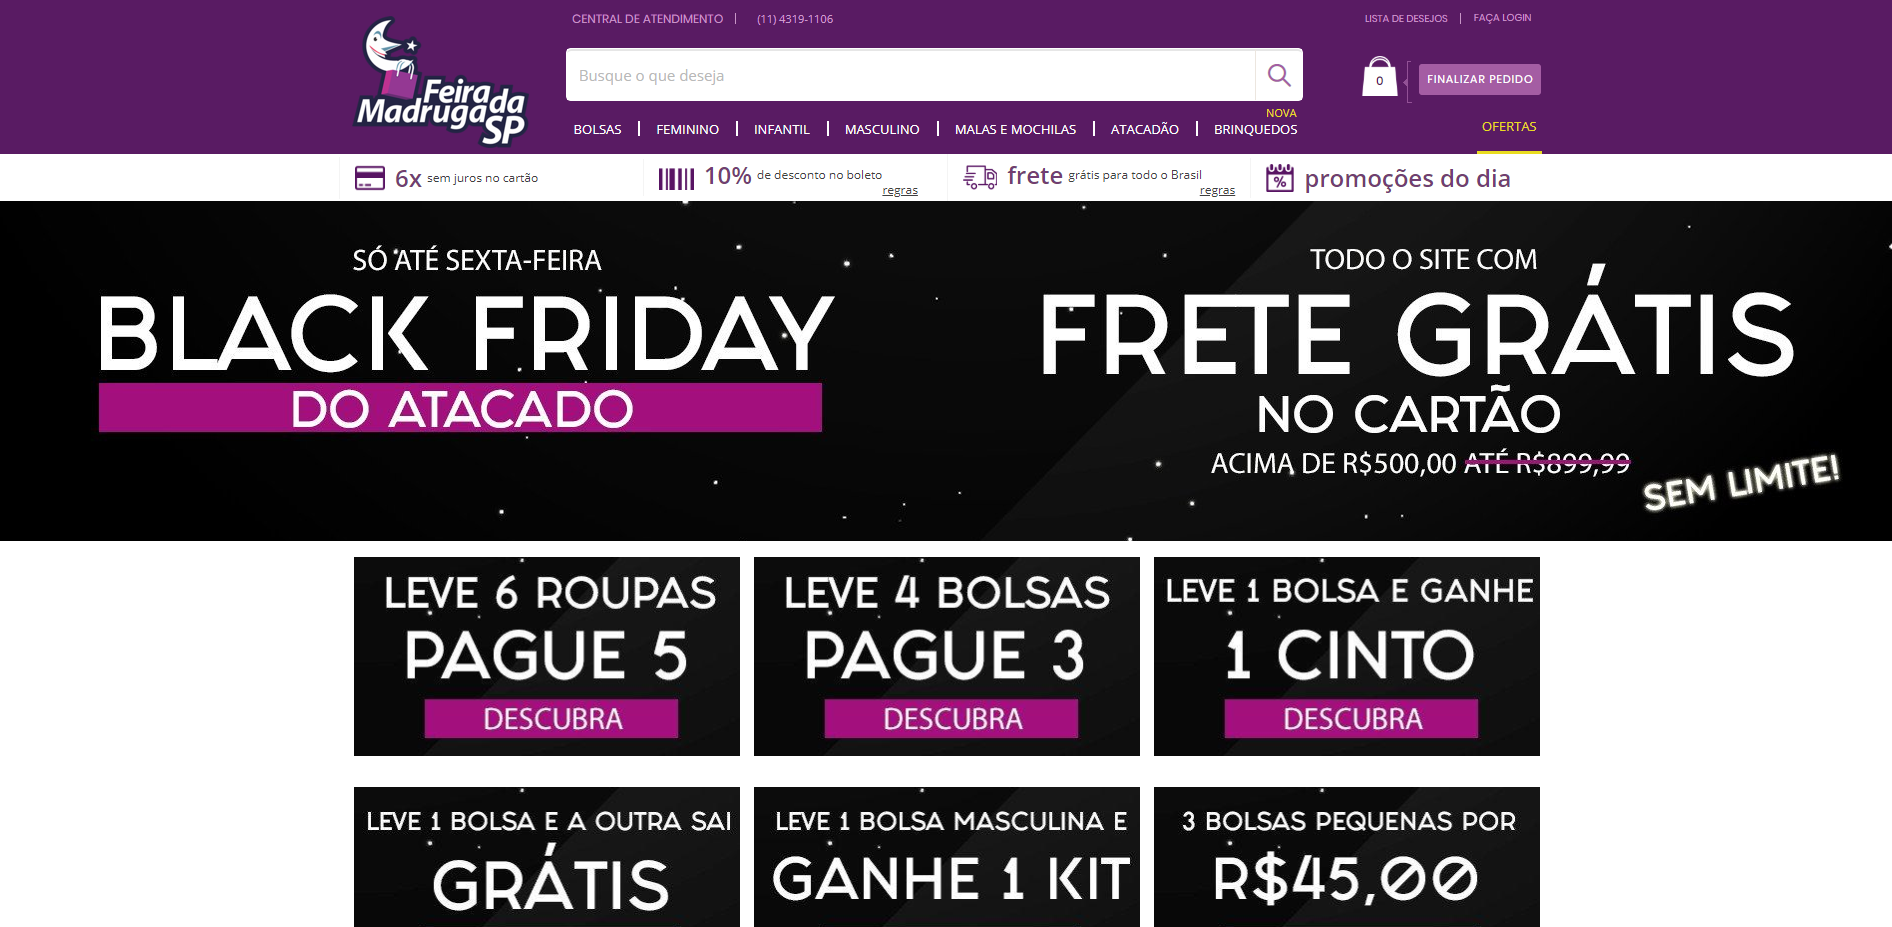 CENTRAL DE ATENDIMENTO | (11) 4319-1106
LISTA DE DESEJOS | FAÇA LOGIN
Feira da
Madrugada
SP
Busque o que deseja
0
FINALIZAR PEDIDO
NOVA
BOLSAS | FEMININO | INFANTIL | MASCULINO | MALAS E MOCHILAS | ATACADÃO | BRINQUEDOS
OFERTAS
6x sem juros no cartão
10% de desconto no boleto
regras
frete grátis para todo o Brasil
regras
promoções do dia
SÓ ATÉ SEXTA-FEIRA
BLACK FRIDAY
DO ATACADO
TODO O SITE COM
FRETE GRÁTIS
NO CARTÃO
ACIMA DE R$500,00 ATÉ R$899,99
SEM LIMITE!
LEVE 6 ROUPAS
PAGUE 5
DESCUBRA
LEVE 4 BOLSAS
PAGUE 3
DESCUBRA
LEVE 1 BOLSA E GANHE
1 CINTO
DESCUBRA
LEVE 1 BOLSA E A OUTRA SAI
GRÁTIS
LEVE 1 BOLSA MASCULINA E
GANHE 1 KIT
3 BOLSAS PEQUENAS POR
R$45,00